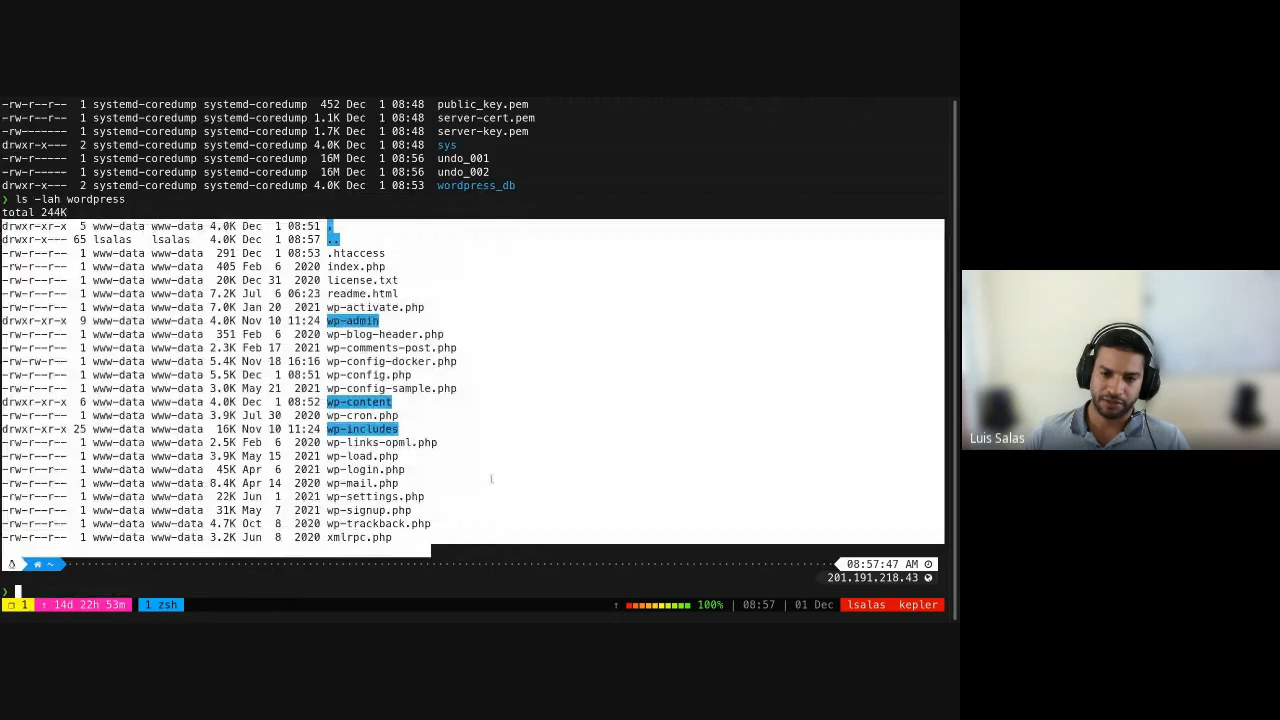 -rw-r--r-- 1 systemd-coredump systemd-coredump 452 Dec 1 08:48 public_key.pem
-rw-r--r-- 1 systemd-coredump systemd-coredump 1.1K Dec 1 08:48 server-cert.pem
-rw------- 1 systemd-coredump systemd-coredump 1.7K Dec 1 08:48 server-key.pem
drwxr-x--- 2 systemd-coredump systemd-coredump 4.0K Dec 1 08:48 sys
-rw-r----- 1 systemd-coredump systemd-coredump 16M Dec 1 08:56 undo_001
-rw-r----- 1 systemd-coredump systemd-coredump 16M Dec 1 08:56 undo_002
drwxr-x--- 2 systemd-coredump systemd-coredump 4.0K Dec 1 08:53 wordpress_db
❯ ls -lah wordpress
total 244K
drwxr-xr-x 5 www-data www-data 4.0K Dec 1 08:51 .
drwxr-xr-x 65 lsalas lsalas 4.0K Dec 1 08:57 ..
-rw-r--r-- 1 www-data www-data 291 Dec 1 08:53 .htaccess
-rw-r--r-- 1 www-data www-data 405 Feb 6 2020 index.php
-rw-r--r-- 1 www-data www-data 20K Dec 31 2020 license.txt
-rw-r--r-- 1 www-data www-data 7.2K Jul 6 06:23 readme.html
-rw-r--r-- 1 www-data www-data 7.0K Jan 20 2021 wp-activate.php
drwxr-xr-x 9 www-data www-data 4.0K Nov 10 11:24 wp-admin
-rw-r--r-- 1 www-data www-data 351 Feb 6 2020 wp-blog-header.php
-rw-r--r-- 1 www-data www-data 2.3K Feb 17 2021 wp-comments-post.php
-rw-rw-r-- 1 www-data www-data 5.4K Nov 18 16:16 wp-config-docker.php
-rw-r--r-- 1 www-data www-data 5.5K Dec 1 08:51 wp-config.php
-rw-r--r-- 1 www-data www-data 3.0K May 21 2021 wp-config-sample.php
drwxr-xr-x 6 www-data www-data 4.0K Dec 1 08:52 wp-content
-rw-r--r-- 1 www-data www-data 3.9K Jul 30 2020 wp-cron.php
drwxr-xr-x 25 www-data www-data 16K Nov 10 11:24 wp-includes
-rw-r--r-- 1 www-data www-data 2.5K Feb 6 2020 wp-links-opml.php
-rw-r--r-- 1 www-data www-data 3.9K May 15 2021 wp-load.php
-rw-r--r-- 1 www-data www-data 45K Apr 6 2021 wp-login.php
-rw-r--r-- 1 www-data www-data 8.4K Apr 14 2020 wp-mail.php
-rw-r--r-- 1 www-data www-data 22K Jun 1 2021 wp-settings.php
-rw-r--r-- 1 www-data www-data 31K May 7 2021 wp-signup.php
-rw-r--r-- 1 www-data www-data 4.7K Oct 8 2020 wp-trackback.php
-rw-r--r-- 1 www-data www-data 3.2K Jun 8 2020 xmlrpc.php
~ 08:57:47 AM
201.191.218.43
❯
1 ↑ 14d 22h 53m 1 zsh ↑ 100% | 08:57 | 01 Dec lsalas kepler
Luis Salas